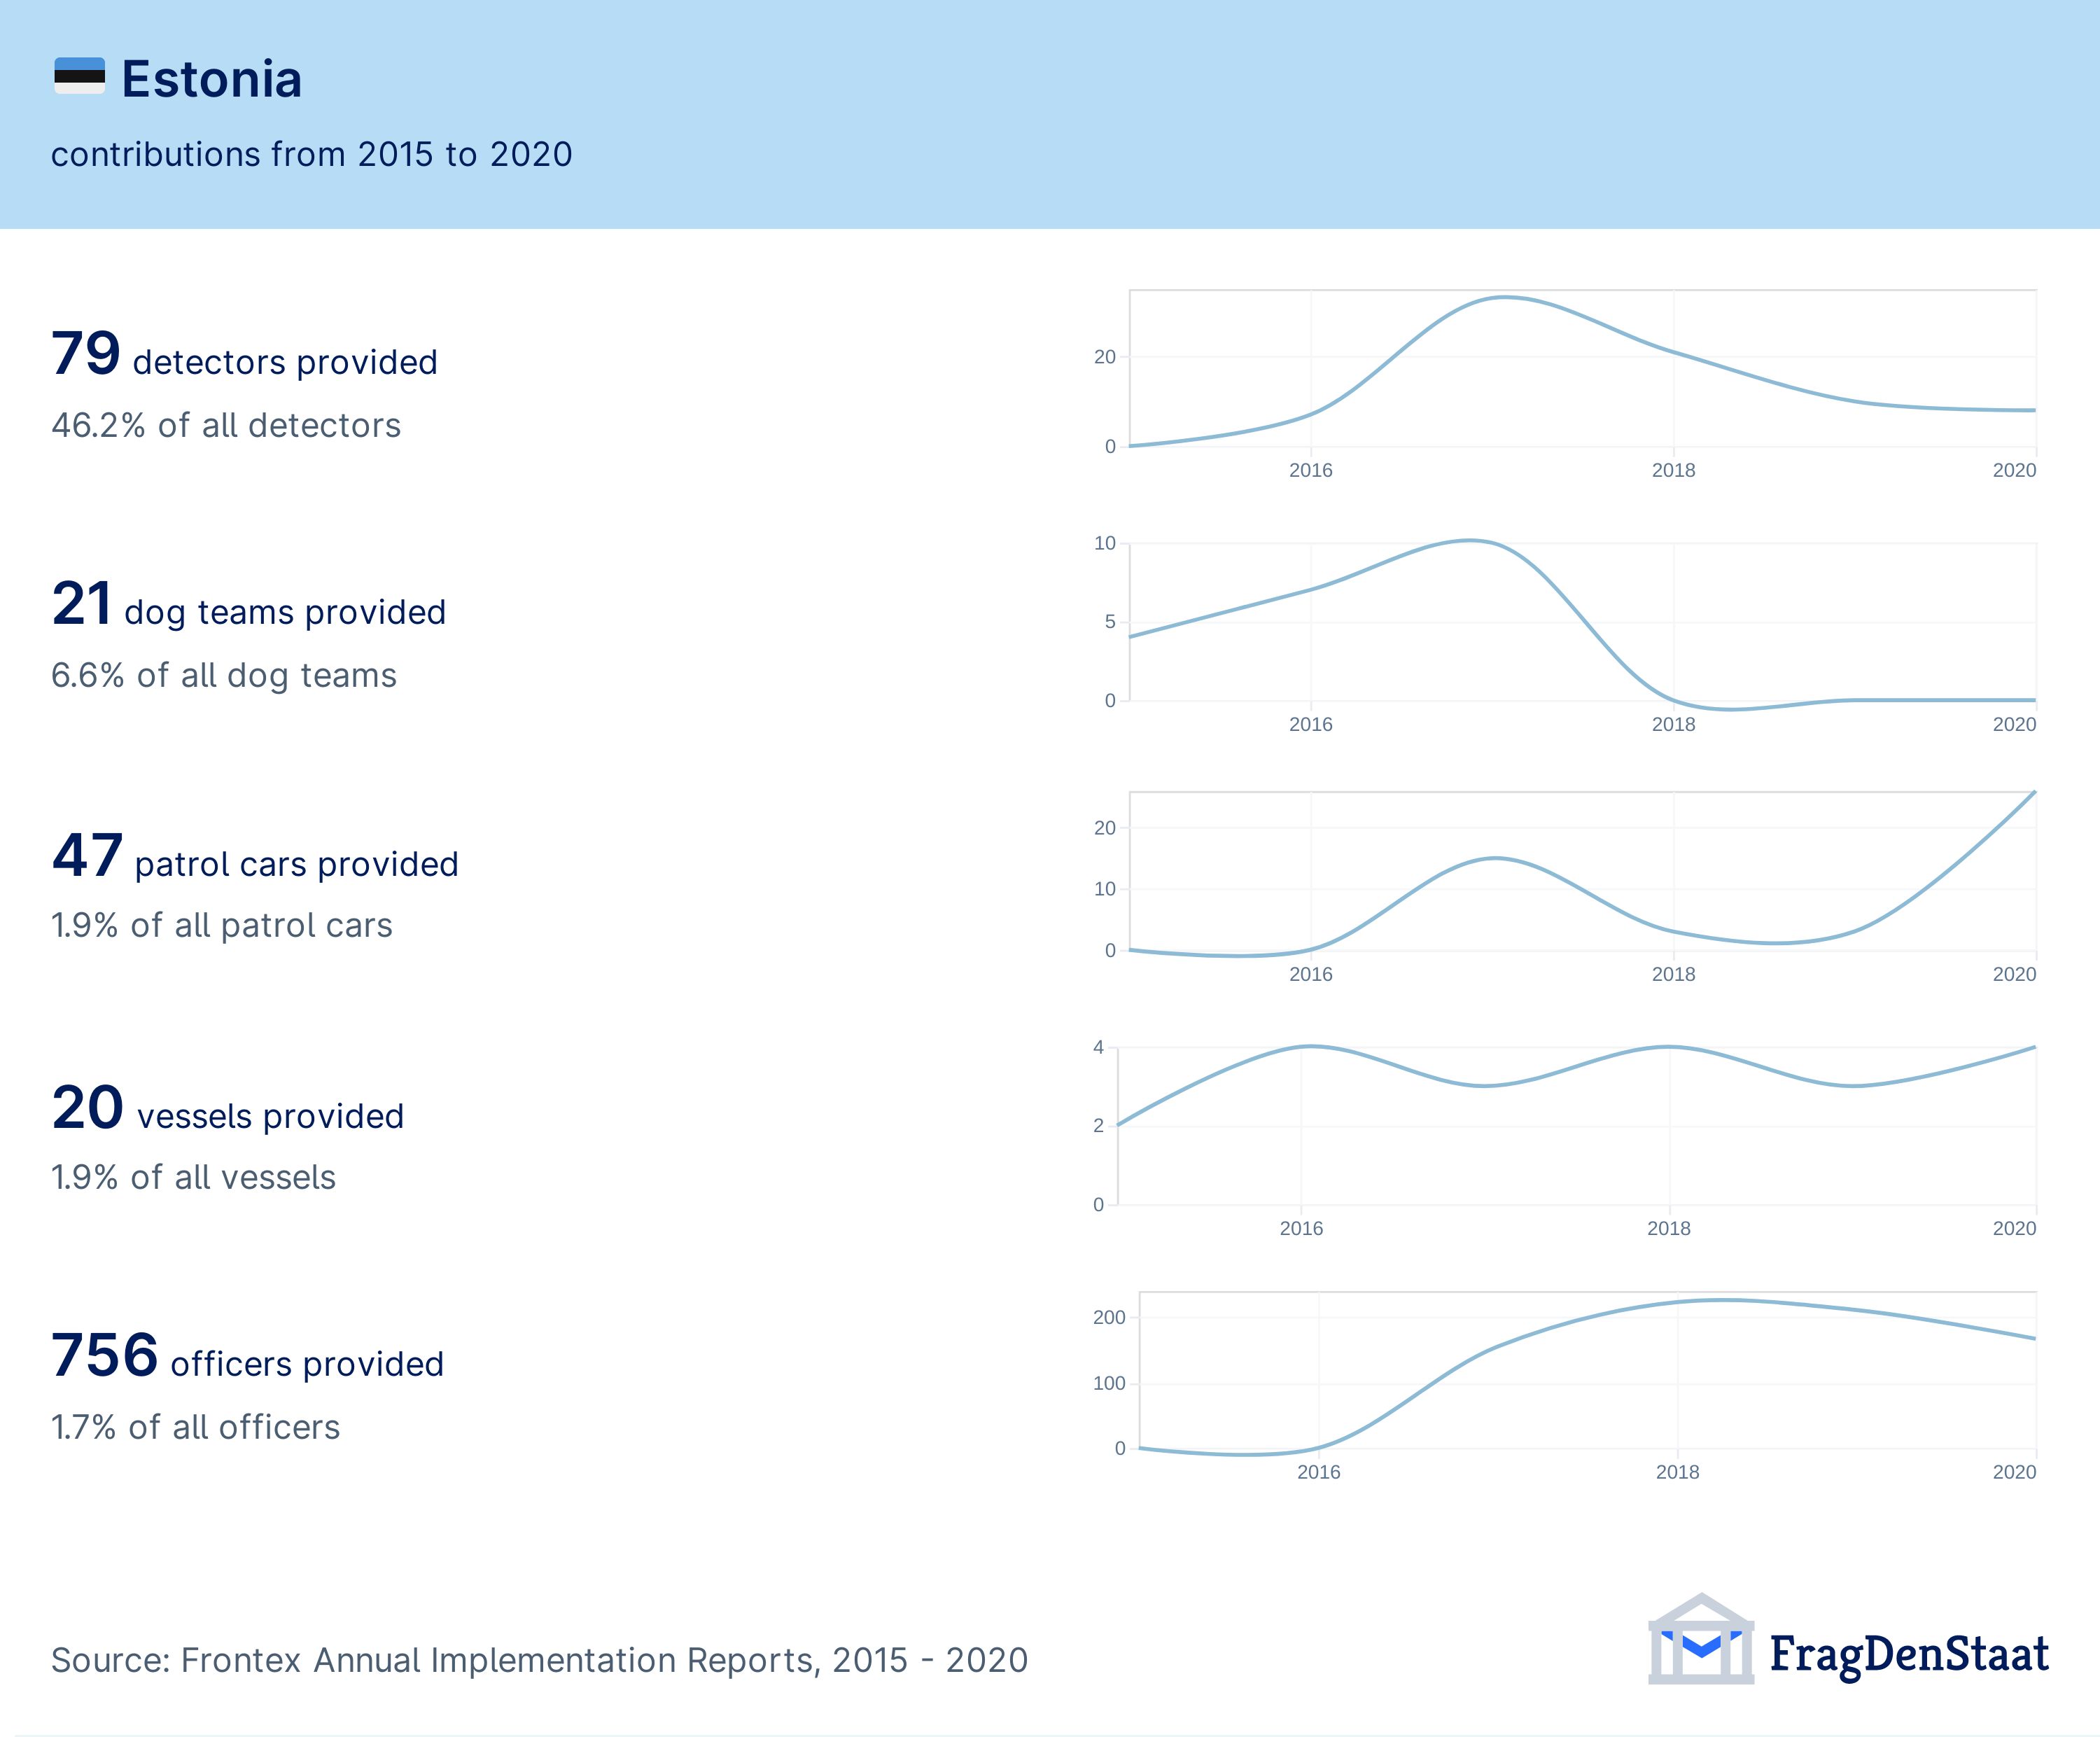 Estonia
contributions from 2015 to 2020
79 detectors provided
46.2% of all detectors
20
0
2016 2018 2020
21 dog teams provided
6.6% of all dog teams
10
5
0
2016 2018 2020
47 patrol cars provided
1.9% of all patrol cars
20
10
0
2016 2018 2020
20 vessels provided
1.9% of all vessels
4
2
0
2016 2018 2020
756 officers provided
1.7% of all officers
200
100
0
2016 2018 2020
Source: Frontex Annual Implementation Reports, 2015 - 2020
FragDenStaat